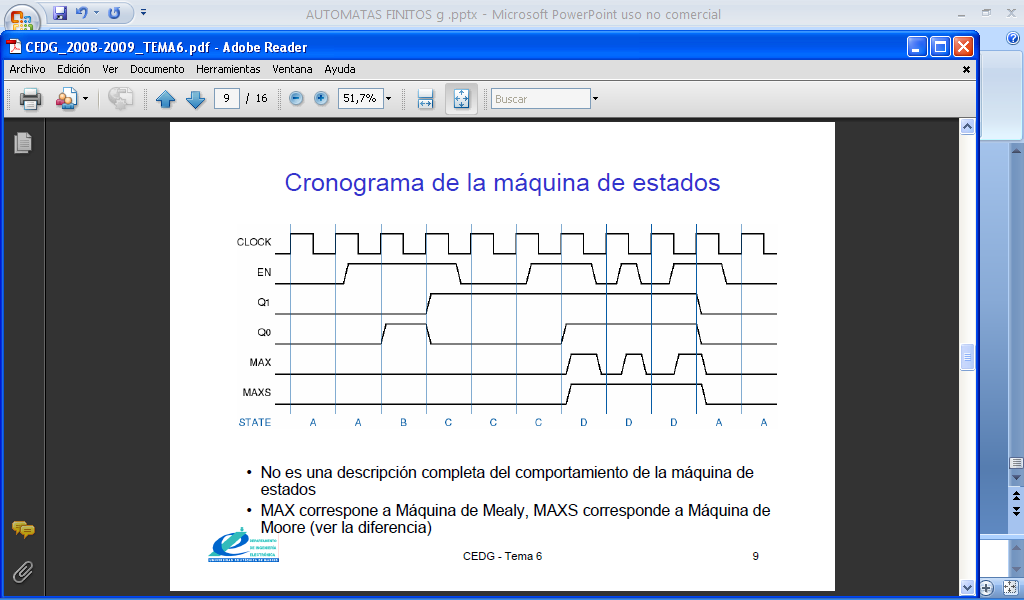 AUTOMATAS FINITOS g .pptx - Microsoft PowerPoint uso no comercial
CEDG_2008-2009_TEMA6.pdf - Adobe Reader
Archivo Edición Ver Documento Herramientas Ventana Ayuda
9 / 16 51,7% Buscar
Cronograma de la máquina de estados
CLOCK
EN
Q1
Q0
MAX
MAXS
STATE A A B C C C D D D A A
• No es una descripción completa del comportamiento de la máquina de
estados
• MAX correspone a Máquina de Mealy, MAXS corresponde a Máquina de
Moore (ver la diferencia)
CEDG - Tema 6 9